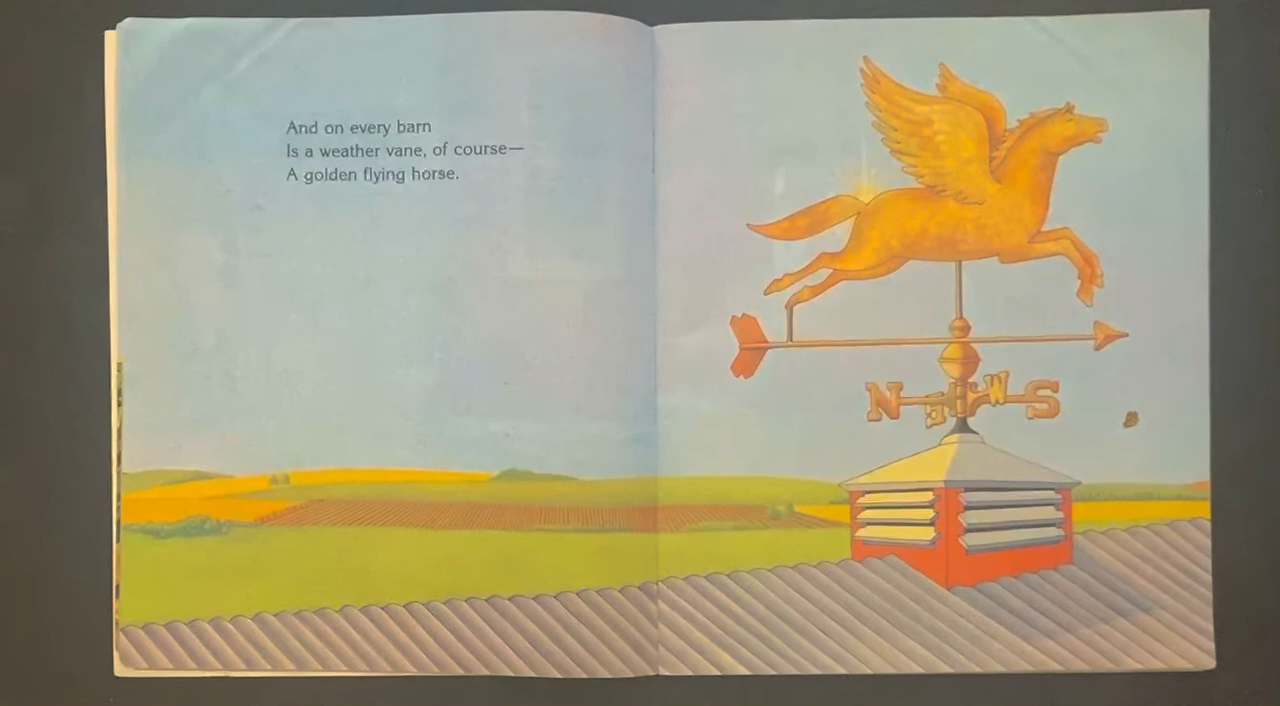 And on every barn
Is a weather vane, of course—
A golden flying horse.
N E W S